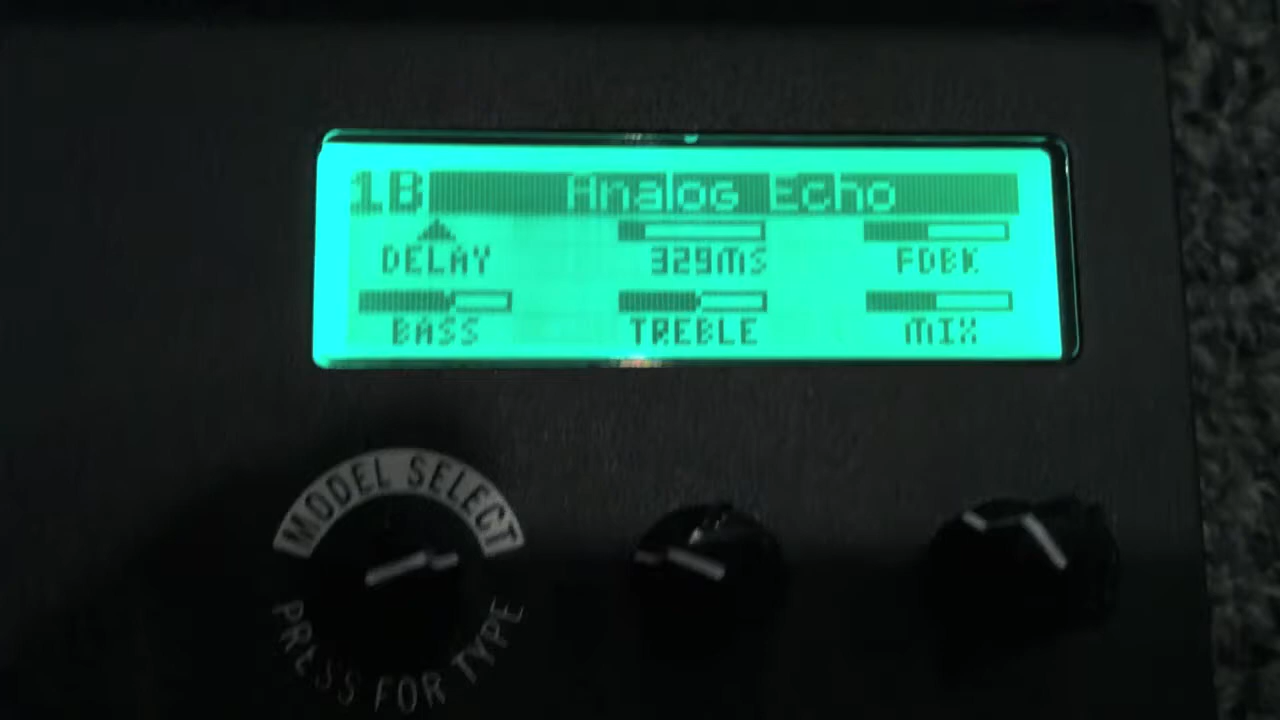 1B Analog Echo
DELAY 329ms FDBK
BASS TREBLE MIX
MODEL SELECT
PRESS FOR TYPE